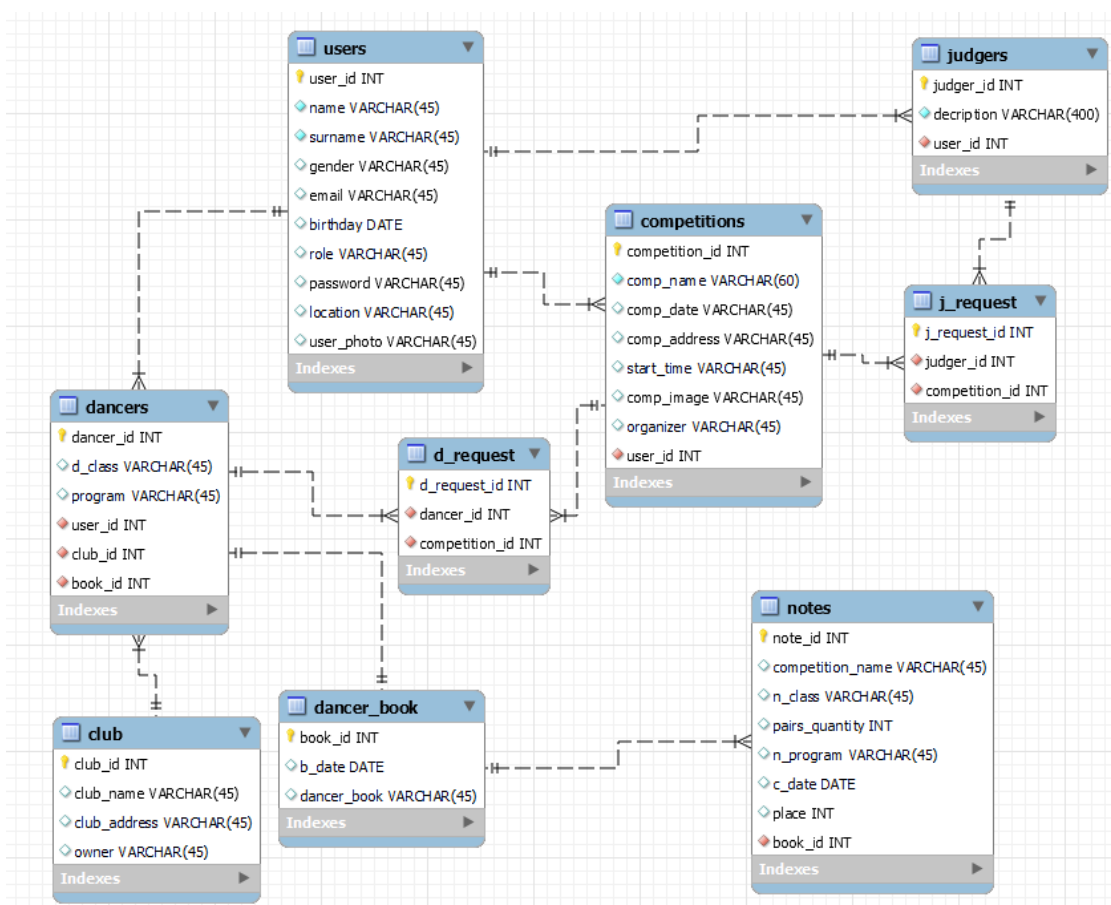 users
user_id INT
name VARCHAR(45)
surname VARCHAR(45)
gender VARCHAR(45)
email VARCHAR(45)
birthday DATE
role VARCHAR(45)
password VARCHAR(45)
location VARCHAR(45)
user_photo VARCHAR(45)
Indexes
judgers
judger_id INT
decription VARCHAR(400)
user_id INT
Indexes
competitions
competition_id INT
comp_name VARCHAR(60)
comp_date VARCHAR(45)
comp_address VARCHAR(45)
start_time VARCHAR(45)
comp_image VARCHAR(45)
organizer VARCHAR(45)
user_id INT
Indexes
j_request
j_request_id INT
judger_id INT
competition_id INT
Indexes
dancers
dancer_id INT
d_class VARCHAR(45)
program VARCHAR(45)
user_id INT
club_id INT
book_id INT
Indexes
d_request
d_request_id INT
dancer_id INT
competition_id INT
Indexes
notes
note_id INT
competition_name VARCHAR(45)
n_class VARCHAR(45)
pairs_quantity INT
n_program VARCHAR(45)
c_date DATE
place INT
book_id INT
Indexes
dancer_book
book_id INT
b_date DATE
dancer_book VARCHAR(45)
Indexes
club
club_id INT
club_name VARCHAR(45)
club_address VARCHAR(45)
owner VARCHAR(45)
Indexes